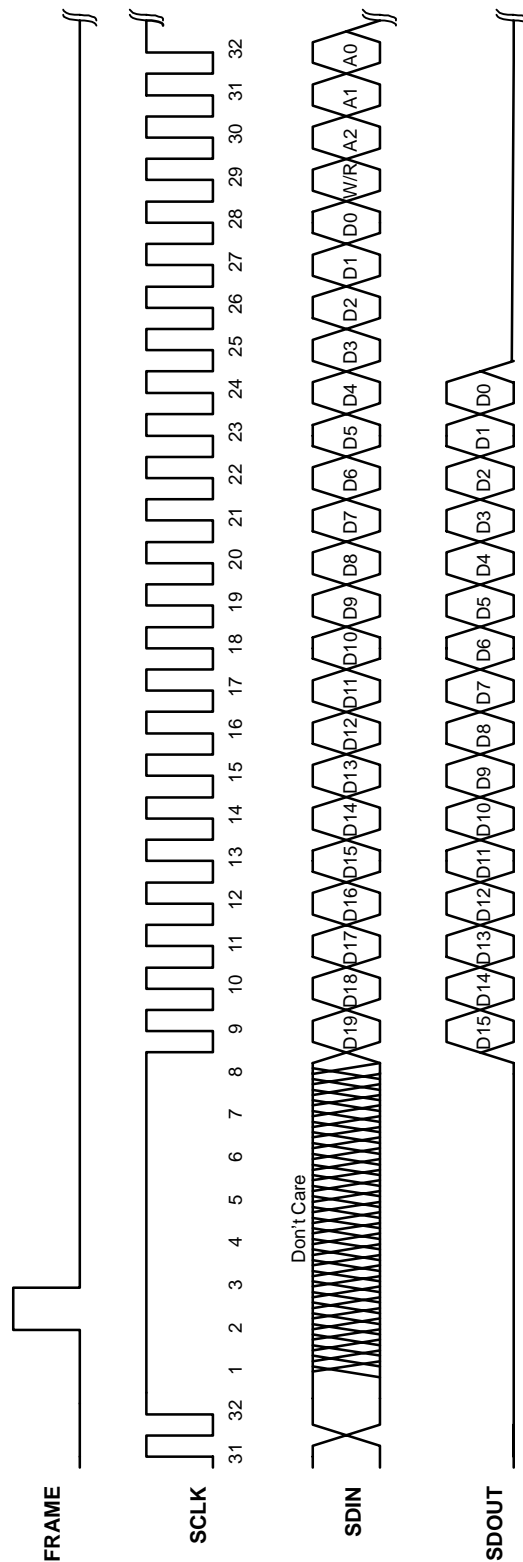 FRAME
SCLK
31 32 1 2 3 4 5 6 7 8 9 10 11 12 13 14 15 16 17 18 19 20 21 22 23 24 25 26 27 28 29 30 31 32
Don't Care
SDIN
D19 D18 D17 D16 D15 D14 D13 D12 D11 D10 D9 D8 D7 D6 D5 D4 D3 D2 D1 D0 W/R A2 A1 A0
SDOUT
D15 D14 D13 D12 D11 D10 D9 D8 D7 D6 D5 D4 D3 D2 D1 D0